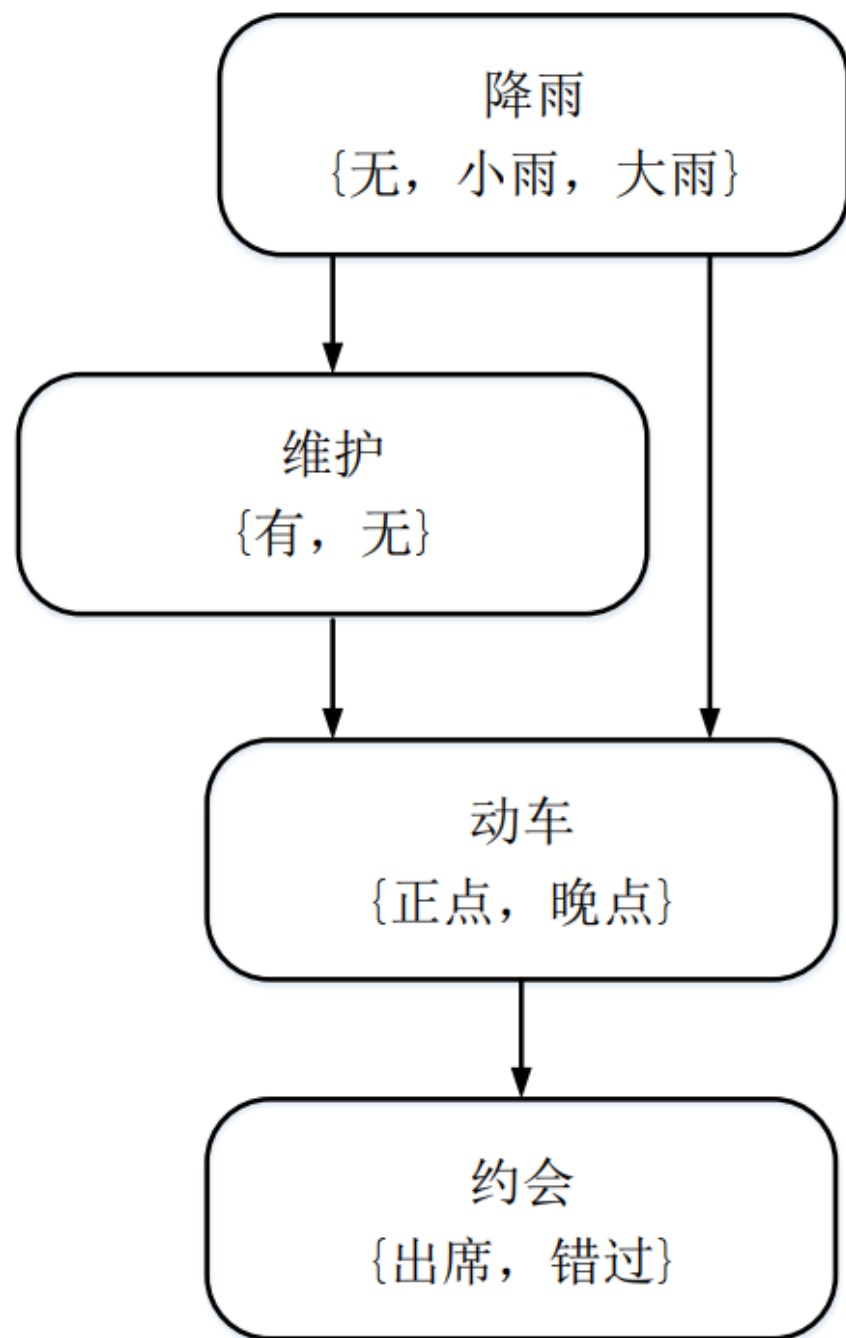 降雨
{无，小雨，大雨}
维护
{有，无}
动车
{正点，晚点}
约会
{出席，错过}